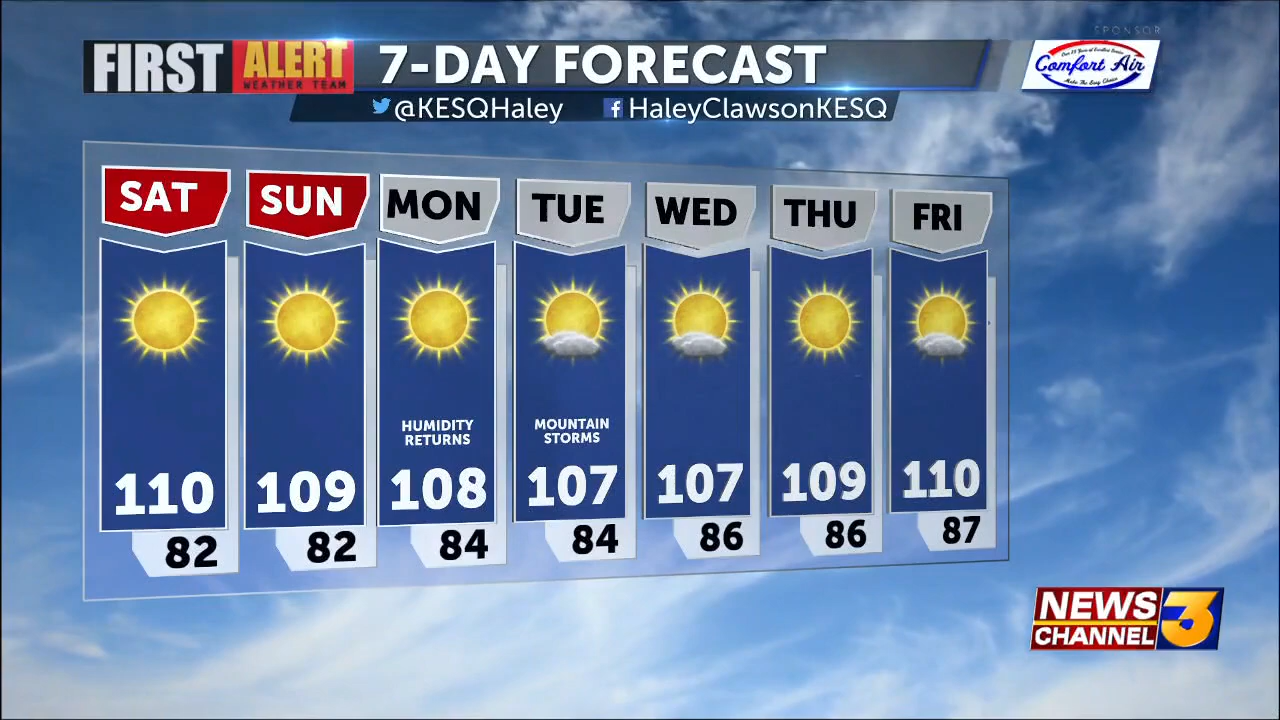 SPONSOR
FIRST ALERT
WEATHER TEAM
7-DAY FORECAST
Comfort Air
@KESQHaley HaleyClawsonKESQ
SAT SUN MON TUE WED THU FRI
HUMIDITY
RETURNS
MOUNTAIN
STORMS
110 109 108 107 107 109 110
82 82 84 84 86 86 87
NEWS
CHANNEL 3